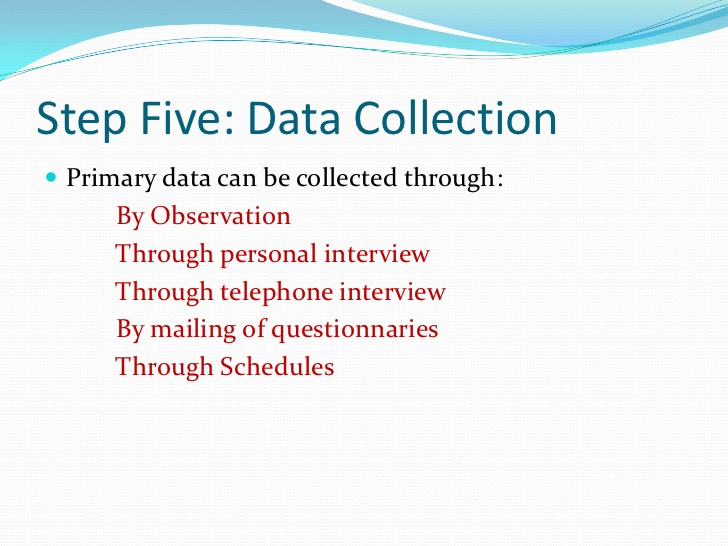 Step Five: Data Collection
Primary data can be collected through:
By Observation
Through personal interview
Through telephone interview
By mailing of questionnaries
Through Schedules